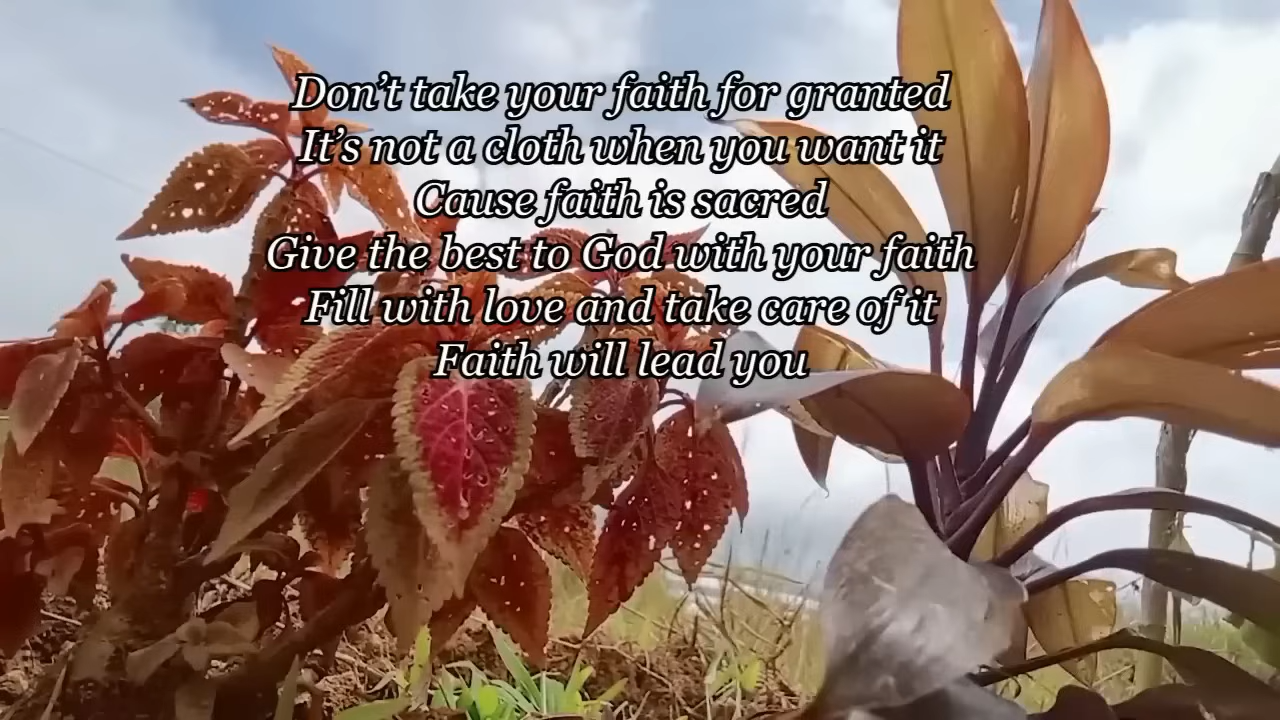 Don’t take your faith for granted
It’s not a cloth when you want it
Cause faith is sacred
Give the best to God with your faith
Fill with love and take care of it
Faith will lead you